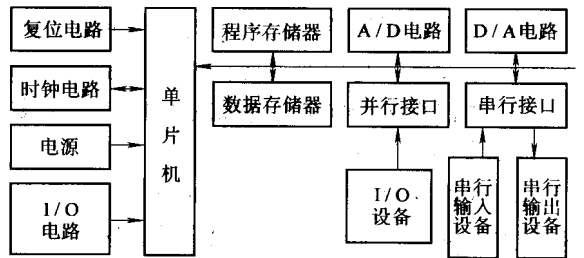 复位电路
时钟电路
电源
I/O
电路
单
片
机
程序存储器
A/D电路
D/A电路
数据存储器
并行接口
串行接口
I/O
设备
串行
输入
设备
串行
输出
设备